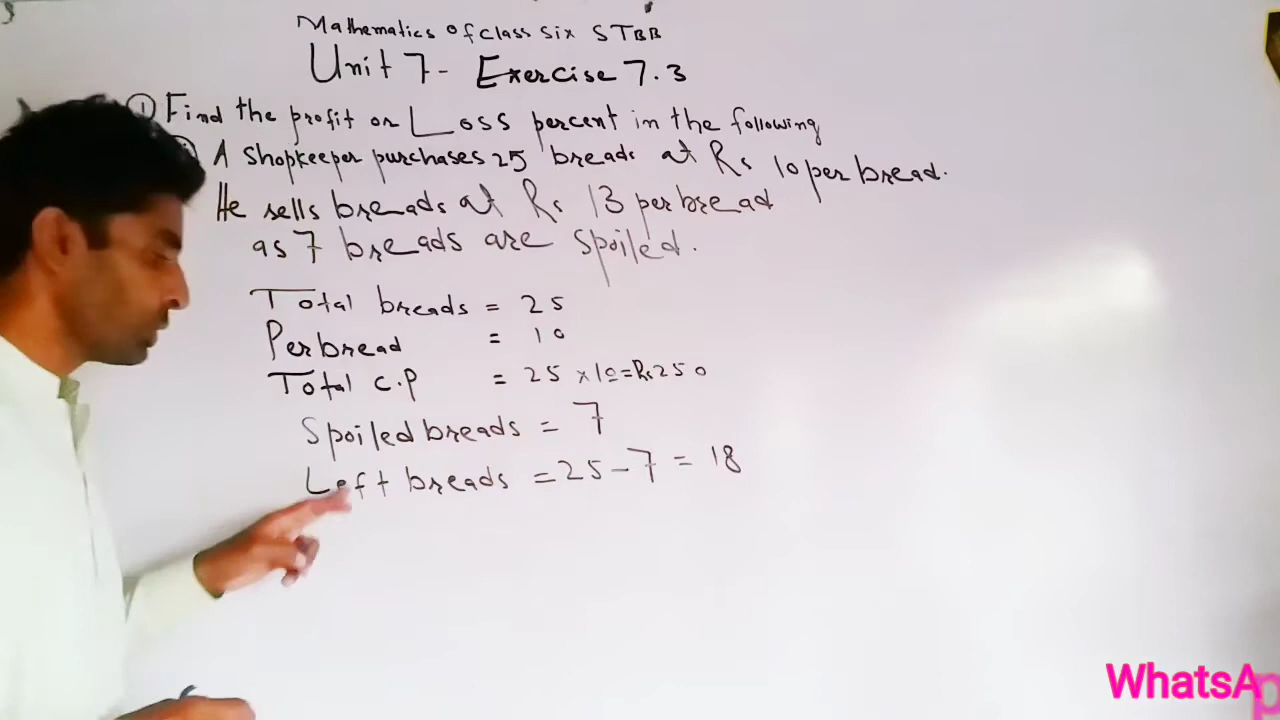 Mathematics of class six STBB
Unit 7- Exercise 7.3
① Find the profit or Loss percent in the following
A Shopkeeper purchases 25 breads at Rs 10 per bread.
He sells breads at Rs 13 per bread
as 7 breads are spoiled.
Total breads = 25
Per bread = 10
Total C.P = 25 × 10 = Rs 250
Spoiled breads = 7
Left breads = 25 - 7 = 18
WhatsAp